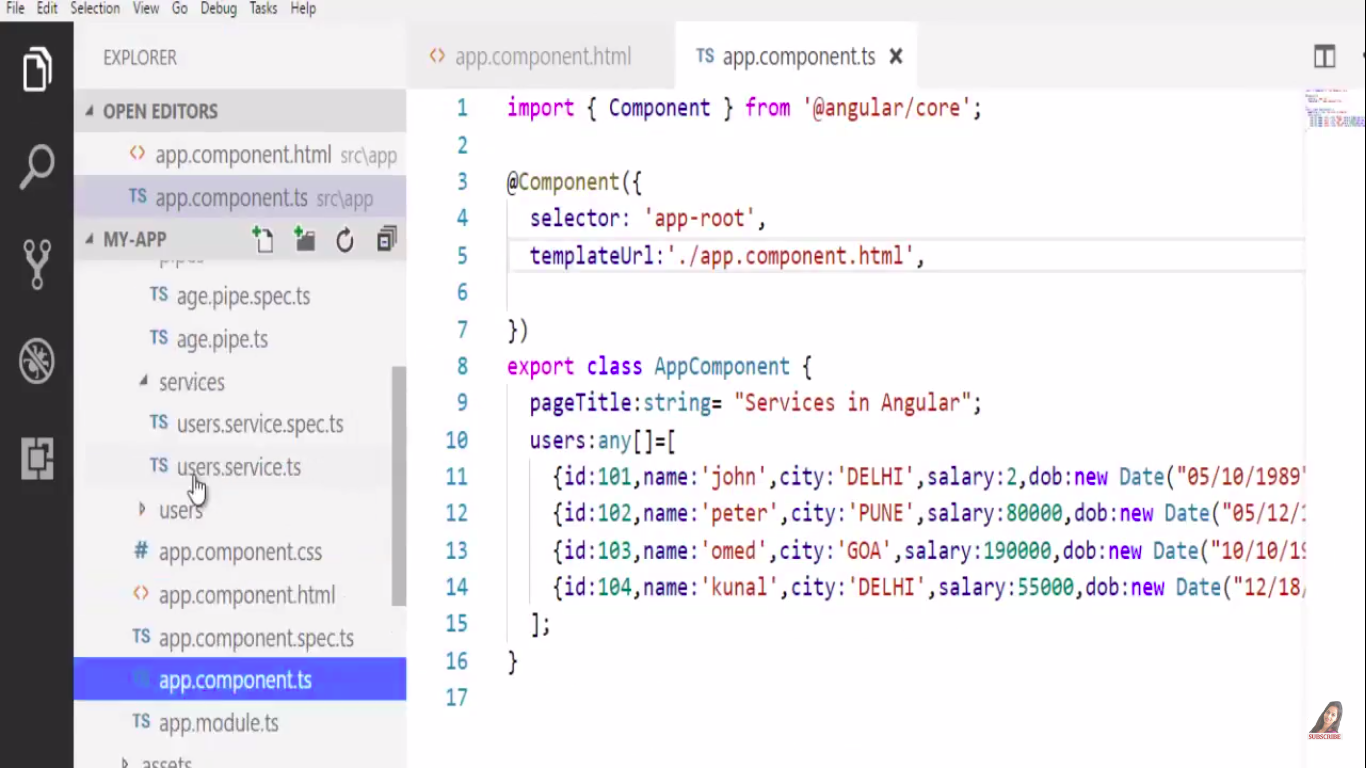 File Edit Selection View Go Debug Tasks Help
EXPLORER
OPEN EDITORS
<> app.component.html src\app
TS app.component.ts src\app
MY-APP
TS age.pipe.spec.ts
TS age.pipe.ts
services
TS users.service.spec.ts
TS users.service.ts
users
# app.component.css
<> app.component.html
TS app.component.spec.ts
app.component.ts
TS app.module.ts
assets
<> app.component.html TS app.component.ts
1 import { Component } from '@angular/core';
2
3 @Component({
4 selector: 'app-root',
5 templateUrl:'./app.component.html',
6
7 })
8 export class AppComponent {
9 pageTitle:string= "Services in Angular";
10 users:any[]=[
11 {id:101,name:'john',city:'DELHI',salary:2,dob:new Date("05/10/1989"
12 {id:102,name:'peter',city:'PUNE',salary:80000,dob:new Date("05/12/1
13 {id:103,name:'omed',city:'GOA',salary:190000,dob:new Date("10/10/19
14 {id:104,name:'kunal',city:'DELHI',salary:55000,dob:new Date("12/18/
15 ];
16 }
17
SUBSCRIBE